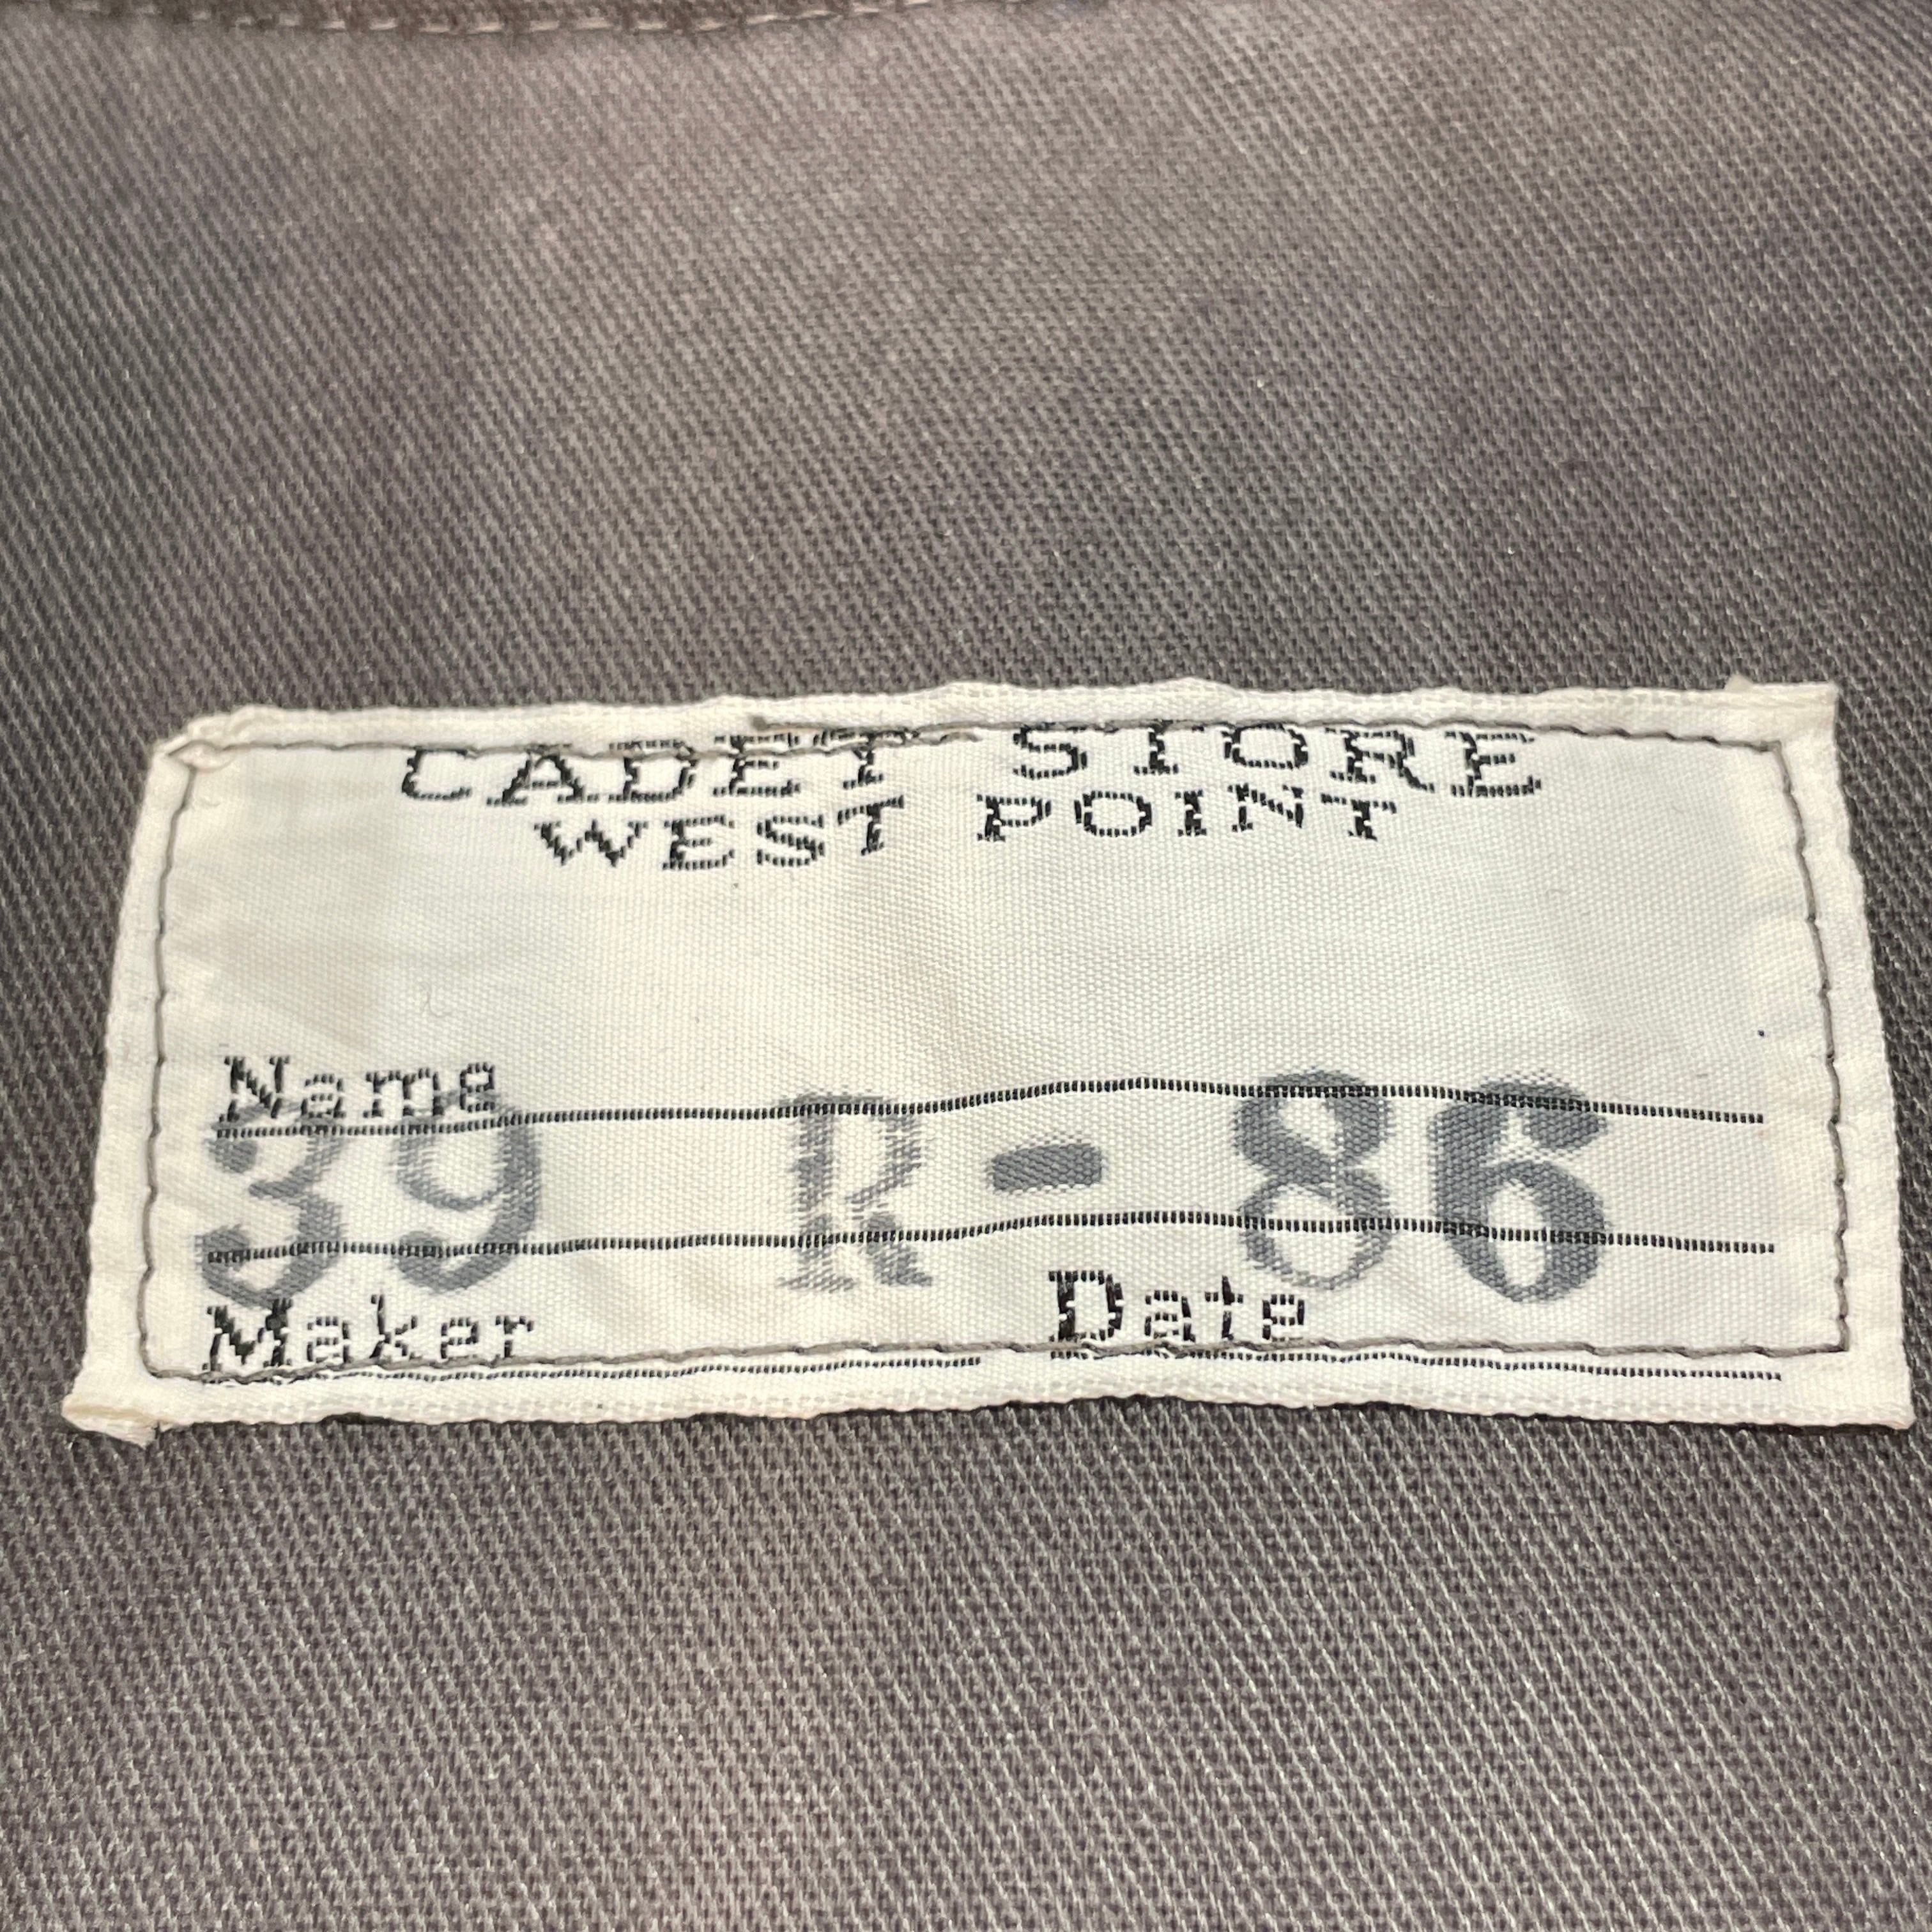 CADET STORE
WEST POINT
Name
39 R-86
Maker Date